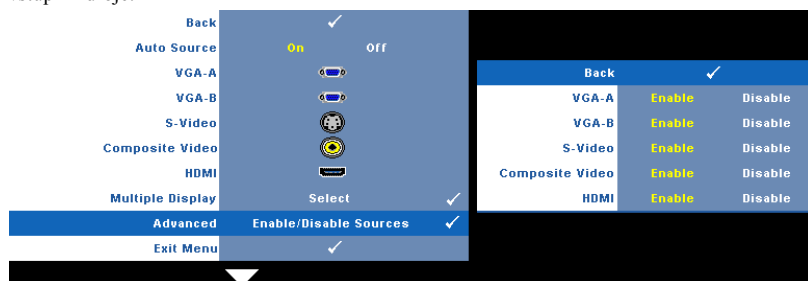 Back
Auto Source On Off
VGA-A
VGA-B
S-Video
Composite Video
HDMI
Multiple Display Select
Advanced Enable/Disable Sources
Exit Menu
Back
VGA-A Enable Disable
VGA-B Enable Disable
S-Video Enable Disable
Composite Video Enable Disable
HDMI Enable Disable